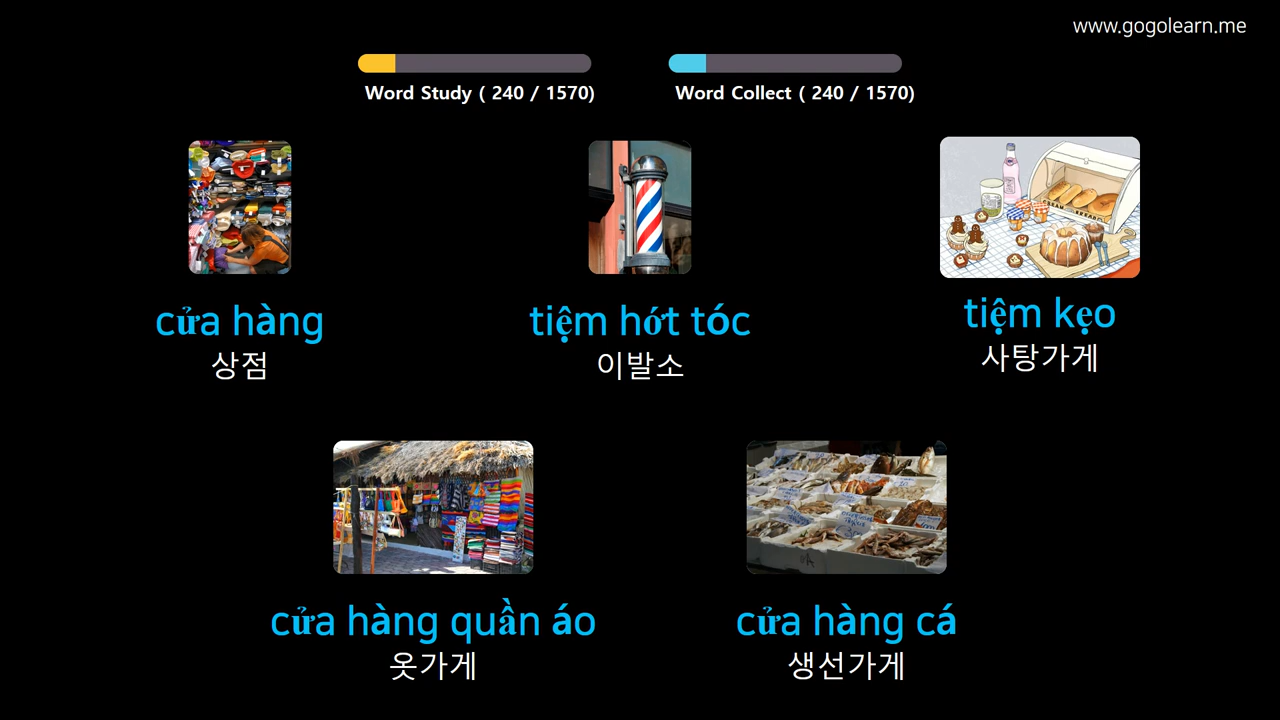 www.gogolearn.me
Word Study ( 240 / 1570)
Word Collect ( 240 / 1570)
cửa hàng
상점
tiệm hớt tóc
이발소
tiệm kẹo
사탕가게
cửa hàng quần áo
옷가게
cửa hàng cá
생선가게